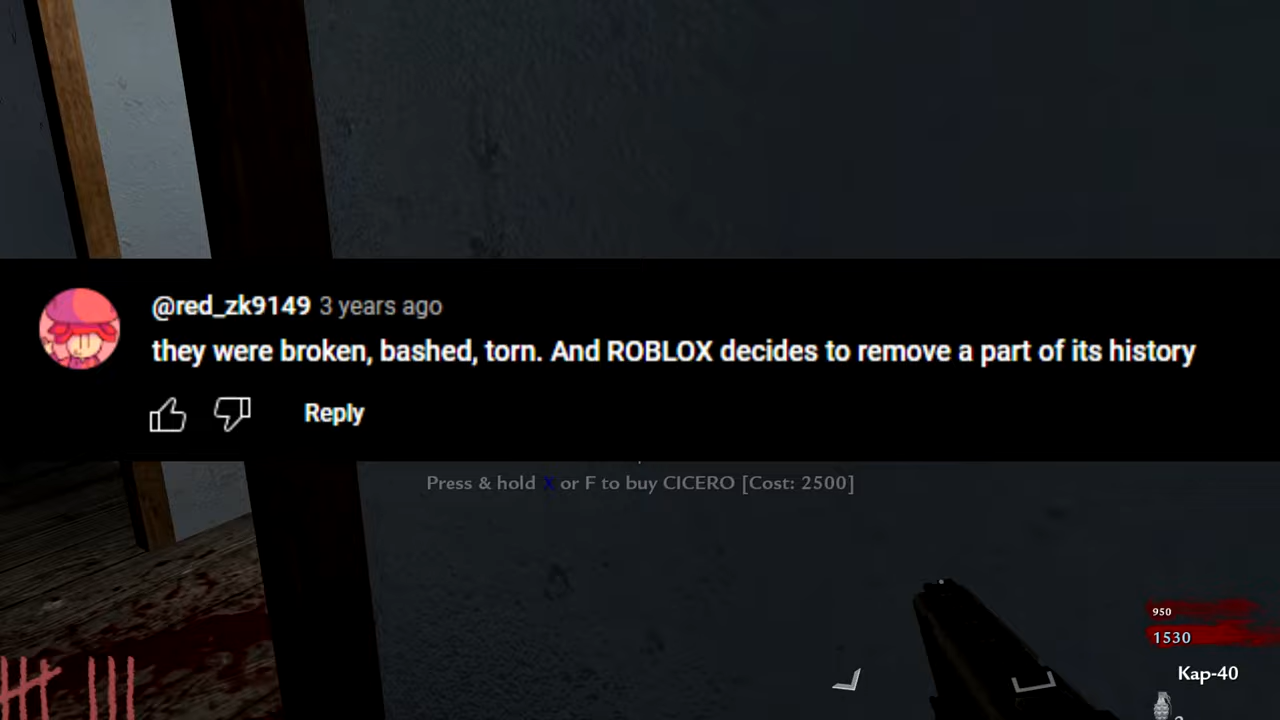 @red_zk9149 3 years ago
they were broken, bashed, torn. And ROBLOX decides to remove a part of its history
Reply
Press & hold X or F to buy CICERO [Cost: 2500]
950
1530
Kap-40